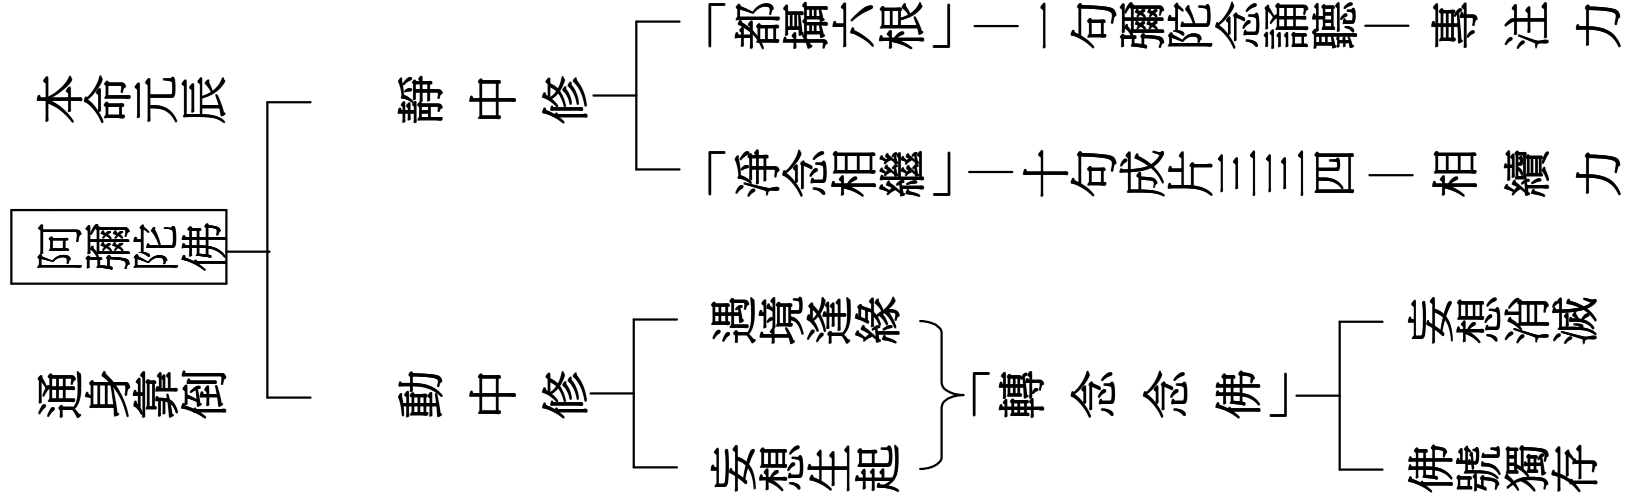 本命元辰
阿彌陀佛
通身靠倒
靜中修
「都攝六根」—一句彌陀念誦聽—專注力
「淨念相繼」—十句成片三三四—相續力
動中修
遇境逢緣
妄想生起
「轉念念佛」
妄想消滅
佛號獨存